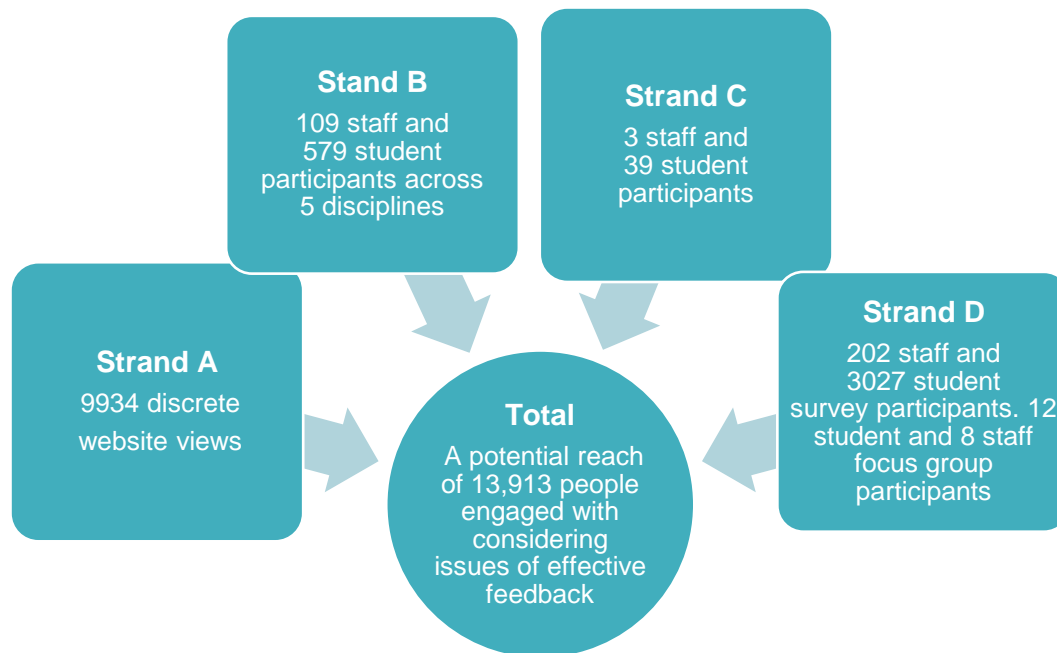 Stand B
109 staff and
579 student
participants across
5 disciplines
Strand C
3 staff and
39 student
participants
Strand A
9934 discrete
website views
Strand D
202 staff and
3027 student
survey participants. 12
student and 8 staff
focus group
participants
Total
A potential reach
of 13,913 people
engaged with
considering
issues of effective
feedback